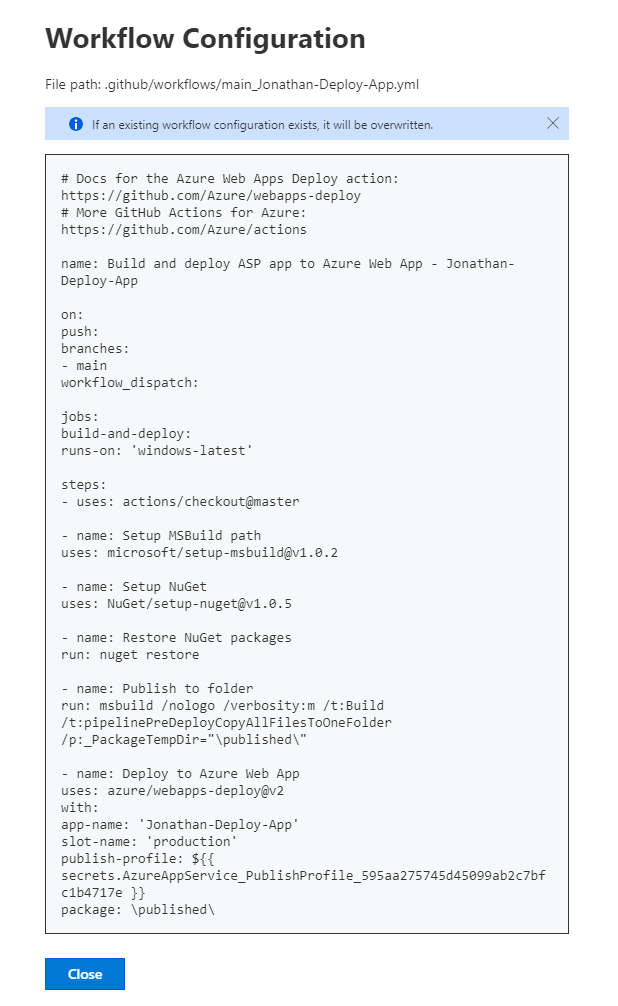 Workflow Configuration
File path: .github/workflows/main_Jonathan-Deploy-App.yml
If an existing workflow configuration exists, it will be overwritten.
# Docs for the Azure Web Apps Deploy action:
https://github.com/Azure/webapps-deploy
# More GitHub Actions for Azure:
https://github.com/Azure/actions
name: Build and deploy ASP app to Azure Web App - Jonathan-
Deploy-App
on:
push:
branches:
- main
workflow_dispatch:
jobs:
build-and-deploy:
runs-on: 'windows-latest'
steps:
- uses: actions/checkout@master
- name: Setup MSBuild path
uses: microsoft/setup-msbuild@v1.0.2
- name: Setup NuGet
uses: NuGet/setup-nuget@v1.0.5
- name: Restore NuGet packages
run: nuget restore
- name: Publish to folder
run: msbuild /nologo /verbosity:m /t:Build
/t:pipelinePreDeployCopyAllFilesToOneFolder
/p:_PackageTempDir="\published\"
- name: Deploy to Azure Web App
uses: azure/webapps-deploy@v2
with:
app-name: 'Jonathan-Deploy-App'
slot-name: 'production'
publish-profile: ${{
secrets.AzureAppService_PublishProfile_595aa275745d45099ab2c7bf
c1b4717e }}
package: \published\
Close